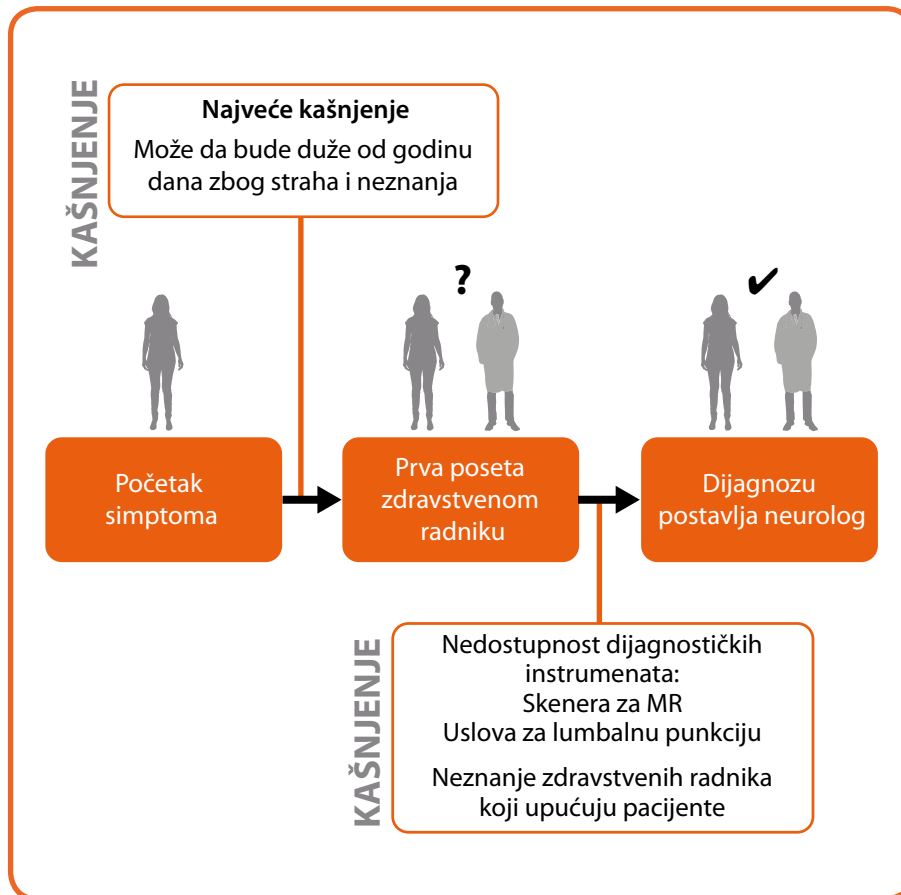 KAŠNJENJE
Najveće kašnjenje
Može da bude duže od godinu
dana zbog straha i neznanja
?
Početak
simptoma
Prva poseta
zdravstvenom
radniku
Dijagnozu
postavlja neurolog
KAŠNJENJE
Nedostupnost dijagnostičkih
instrumenata:
Skenera za MR
Uslova za lumbalnu punkciju
Neznanje zdravstvenih radnika
koji upućuju pacijente